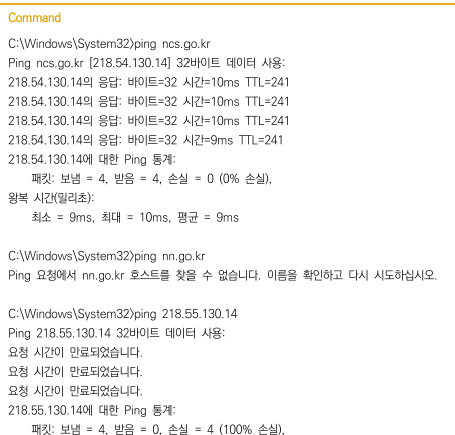 Command
C:\Windows\System32>ping ncs.go.kr
Ping ncs.go.kr [218.54.130.14] 32바이트 데이터 사용:
218.54.130.14의 응답: 바이트=32 시간=10ms TTL=241
218.54.130.14의 응답: 바이트=32 시간=10ms TTL=241
218.54.130.14의 응답: 바이트=32 시간=10ms TTL=241
218.54.130.14의 응답: 바이트=32 시간=9ms TTL=241
218.54.130.14에 대한 Ping 통계:
패킷: 보냄 = 4, 받음 = 4, 손실 = 0 (0% 손실),
왕복 시간(밀리초):
최소 = 9ms, 최대 = 10ms, 평균 = 9ms
C:\Windows\System32>ping nn.go.kr
Ping 요청에서 nn.go.kr 호스트를 찾을 수 없습니다. 이름을 확인하고 다시 시도하십시오.
C:\Windows\System32>ping 218.55.130.14
Ping 218.55.130.14 32바이트 데이터 사용:
요청 시간이 만료되었습니다.
요청 시간이 만료되었습니다.
요청 시간이 만료되었습니다.
218.55.130.14에 대한 Ping 통계:
패킷: 보냄 = 4, 받음 = 0, 손실 = 4 (100% 손실),